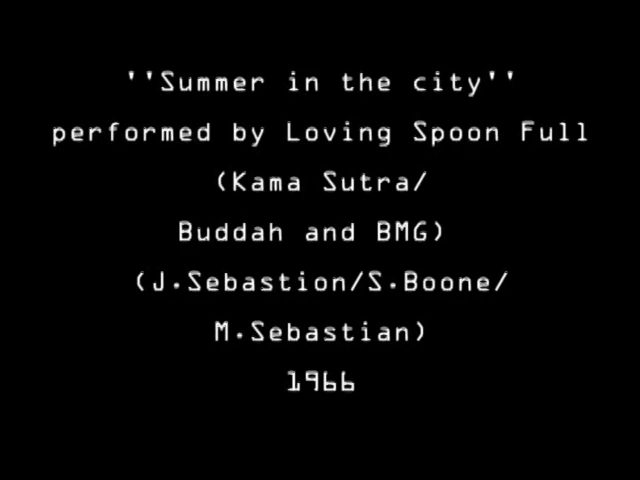 ''Summer in the city''
performed by Loving Spoon Full
(Kama Sutra/
Buddah and BMG)
(J.Sebastion/S.Boone/
M.Sebastian)
1966